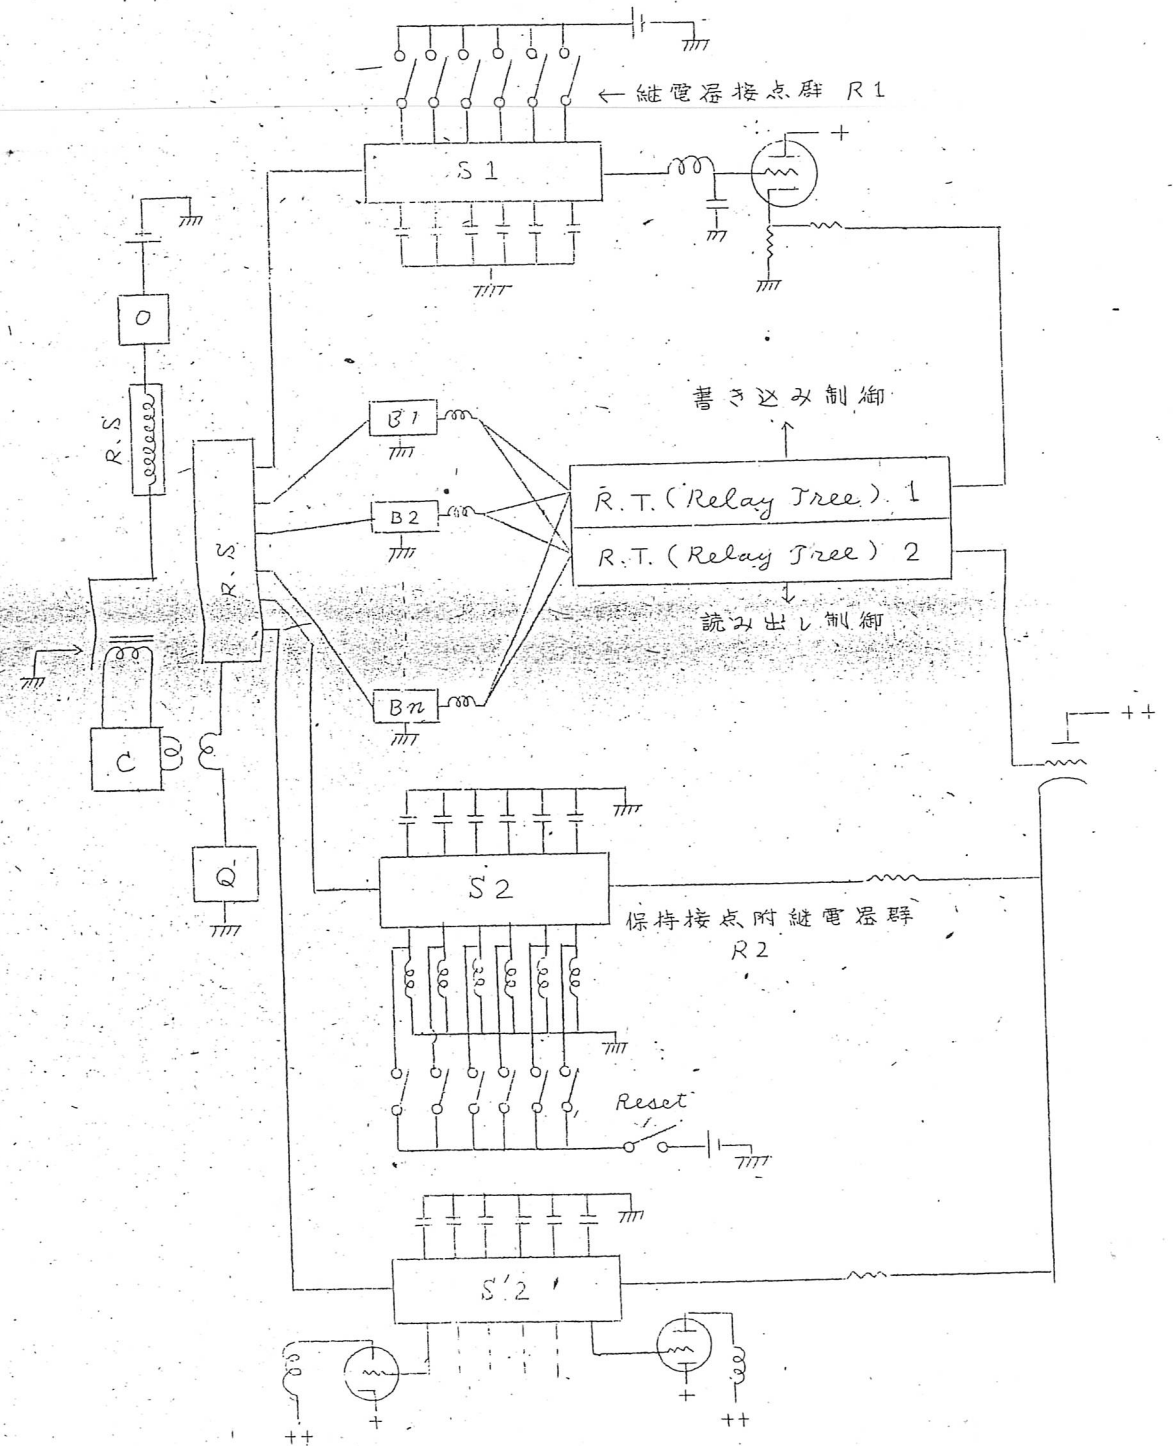 ←継電器接点群 R1
S1
+
O
R.S
書き込み制御
B1
R.T. (Relay Tree) 1
B2
R.T. (Relay Tree) 2
R.S
読み出し制御
Bn
++
C
Q
S2
保持接点附継電器群
R2
Reset
S'2'
+
++
+
++